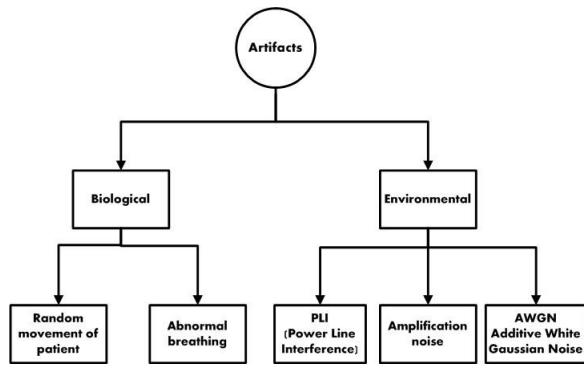 Artifacts
Biological
Environmental
Random
movement of
patient
Abnormal
breathing
PLI
(Power Line
Interference)
Amplification
noise
AWGN
Additive White
Gaussian Noise